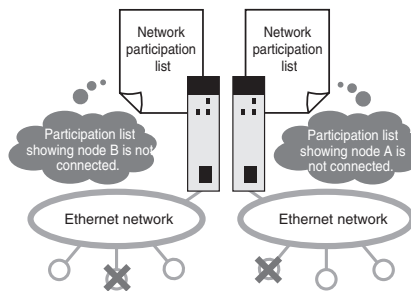 Network
participation
list
Network
participation
list
Participation list
showing node B is not
connected.
Participation list
showing node A is
not connected.
Ethernet network
Ethernet network